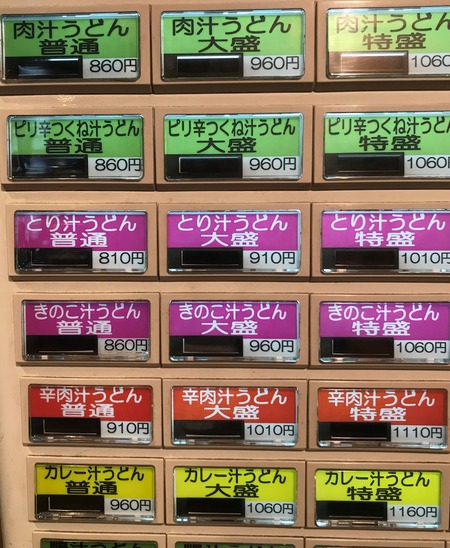 肉汁うどん
普通
860円
肉汁うどん
大盛
960円
肉汁うどん
特盛
1060
ピリ辛つくね汁うどん
普通
860円
ピリ辛つくね汁うどん
大盛
960円
ピリ辛つくね汁うどん
特盛
1060円
とり汁うどん
普通
810円
とり汁うどん
大盛
910円
とり汁うどん
特盛
1010円
きのこ汁うどん
普通
860円
きのこ汁うどん
大盛
960円
きのこ汁うどん
特盛
1060円
辛肉汁うどん
普通
910円
辛肉汁うどん
大盛
1010円
辛肉汁うどん
特盛
1110円
カレー汁うどん
普通
960円
カレー汁うどん
大盛
1060円
カレー汁うどん
特盛
1160円